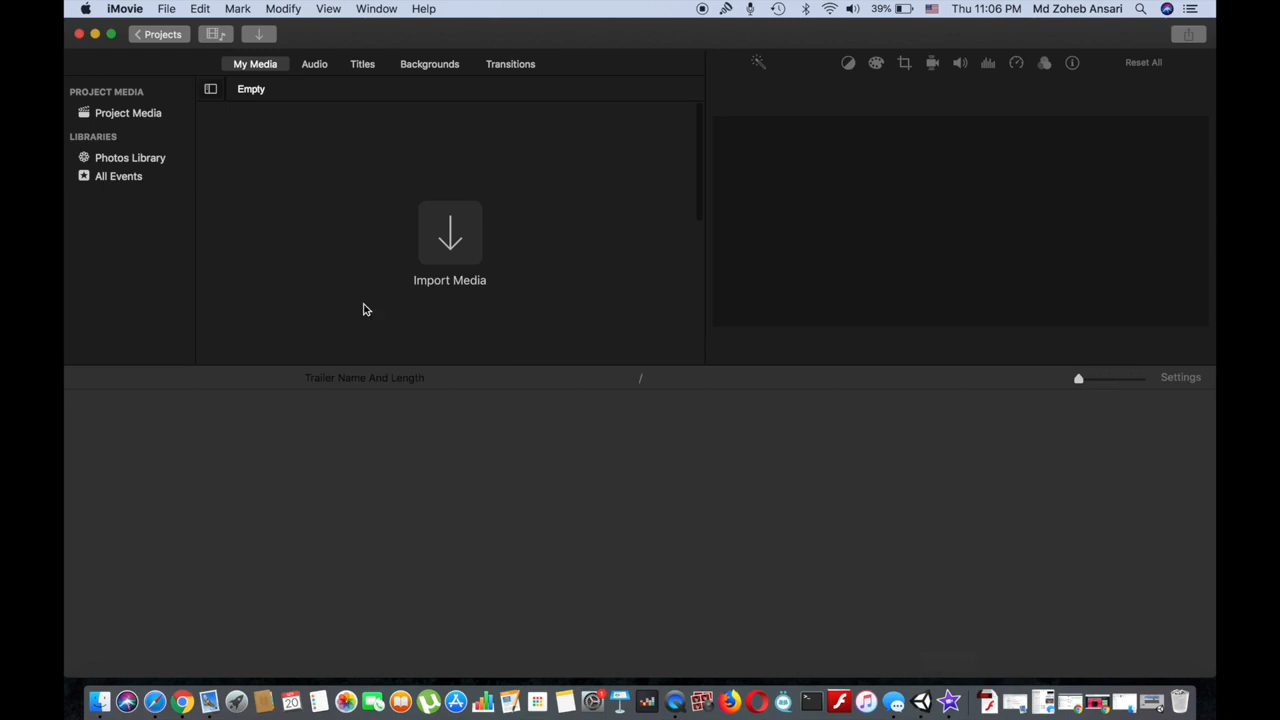 iMovie File Edit Mark Modify View Window Help 39% Thu 11:06 PM Md Zoheb Ansari
Projects
My Media Audio Titles Backgrounds Transitions Reset All
PROJECT MEDIA
Project Media
LIBRARIES
Photos Library
All Events
Empty
Import Media
Trailer Name And Length / Settings
20